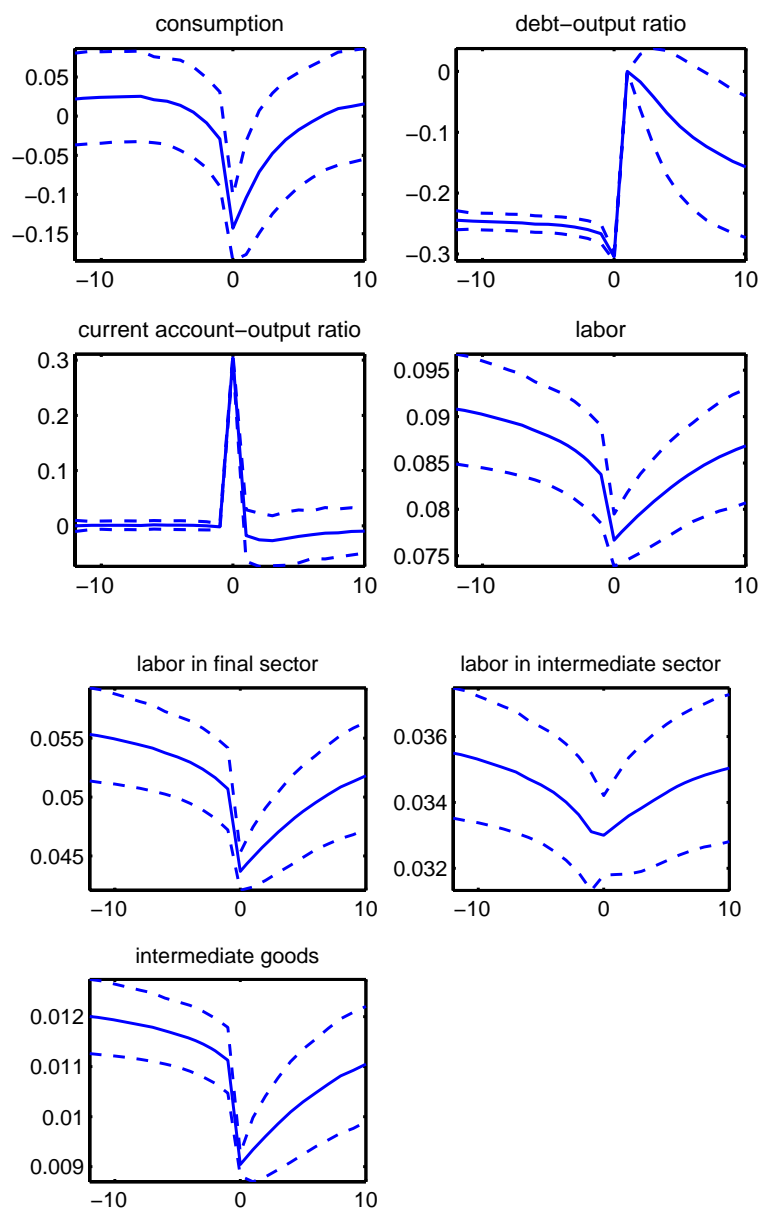 consumption
0.05
0
−0.05
−0.1
−0.15
−10 0 10
debt−output ratio
0
−0.1
−0.2
−0.3
−10 0 10
current account−output ratio
0.3
0.2
0.1
0
−10 0 10
labor
0.095
0.09
0.085
0.08
0.075
−10 0 10
labor in final sector
0.055
0.05
0.045
−10 0 10
labor in intermediate sector
0.036
0.034
0.032
−10 0 10
intermediate goods
0.012
0.011
0.01
0.009
−10 0 10